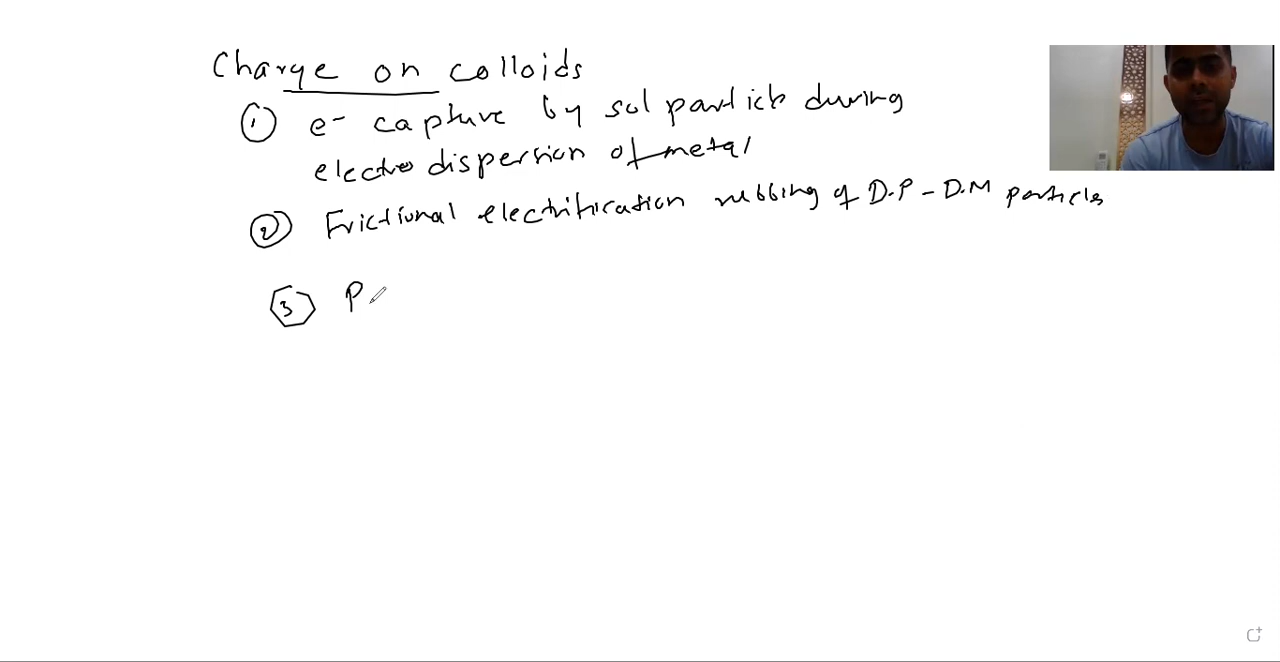 Charge on colloids
① e- capture by sol particls during
electro dispersion of metal
② Frictional electrification rubbing of D.P - D.M particles
3 P